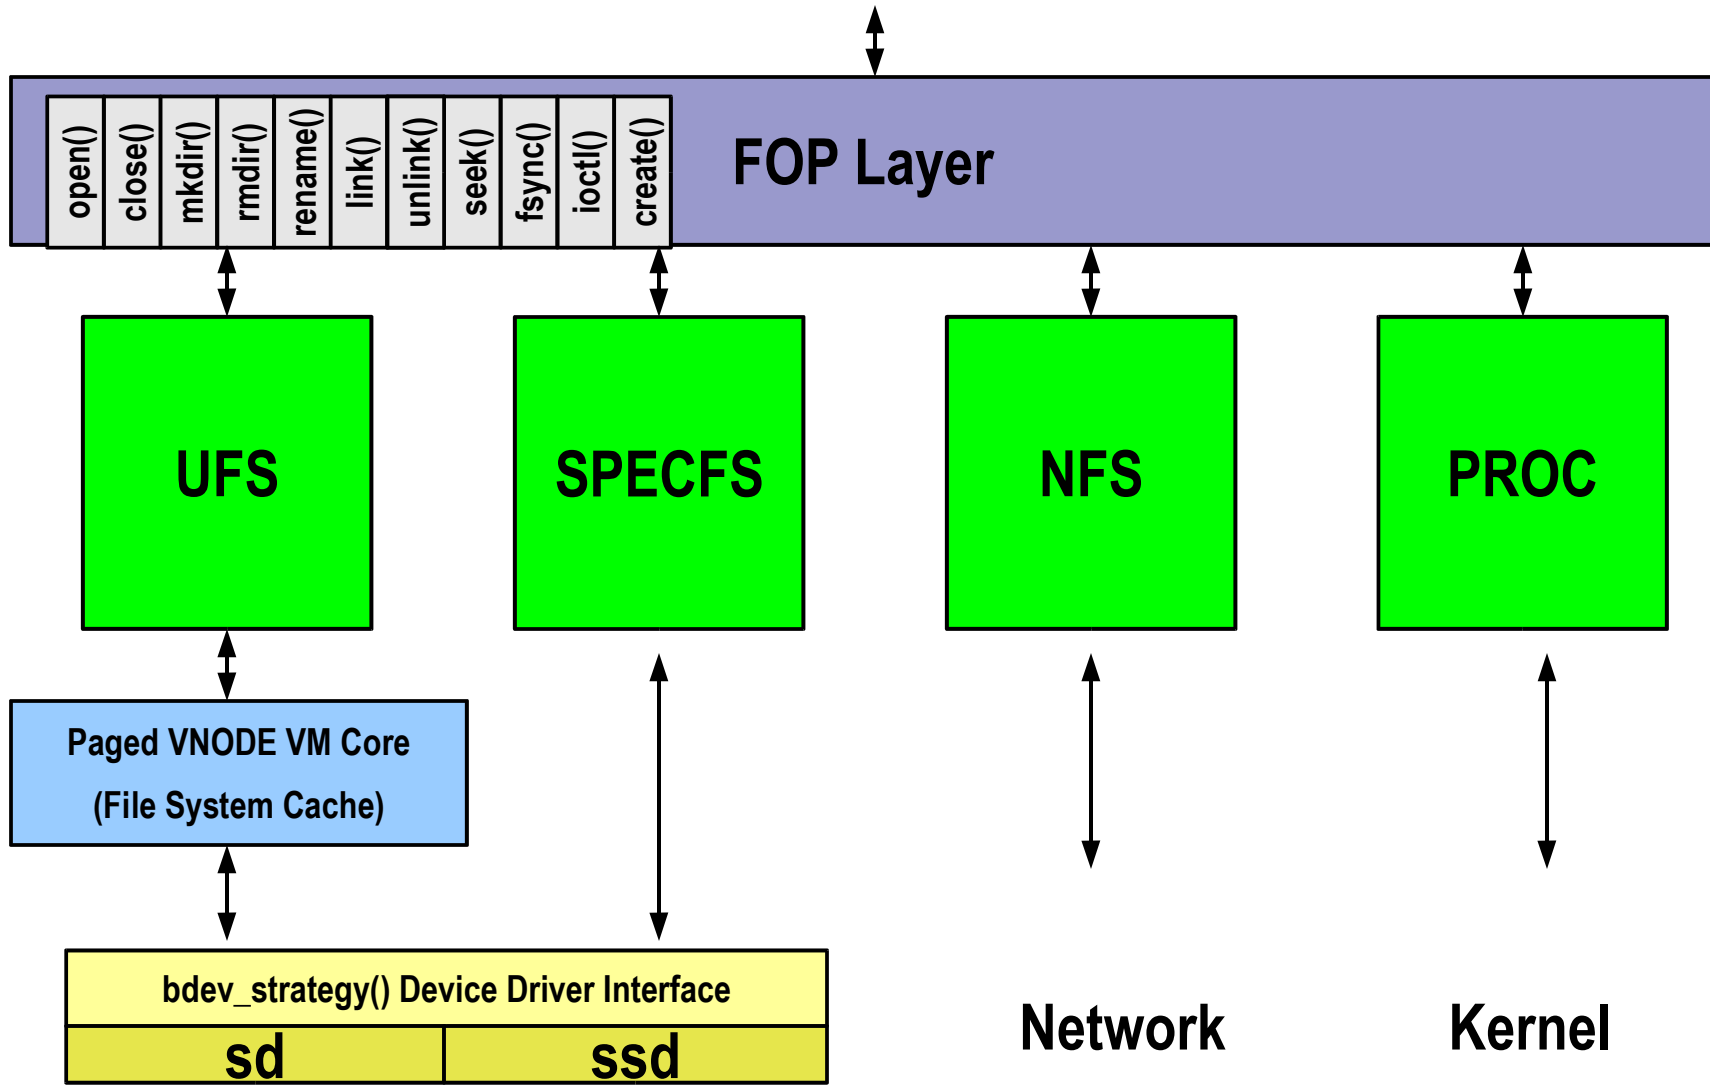 open()
close()
mkdir()
rmdir()
rename()
link()
unlink()
seek()
fsync()
ioctl()
create()
FOP Layer
UFS
SPECFS
NFS
PROC
Paged VNODE VM Core
(File System Cache)
bdev_strategy() Device Driver Interface
sd
ssd
Network
Kernel